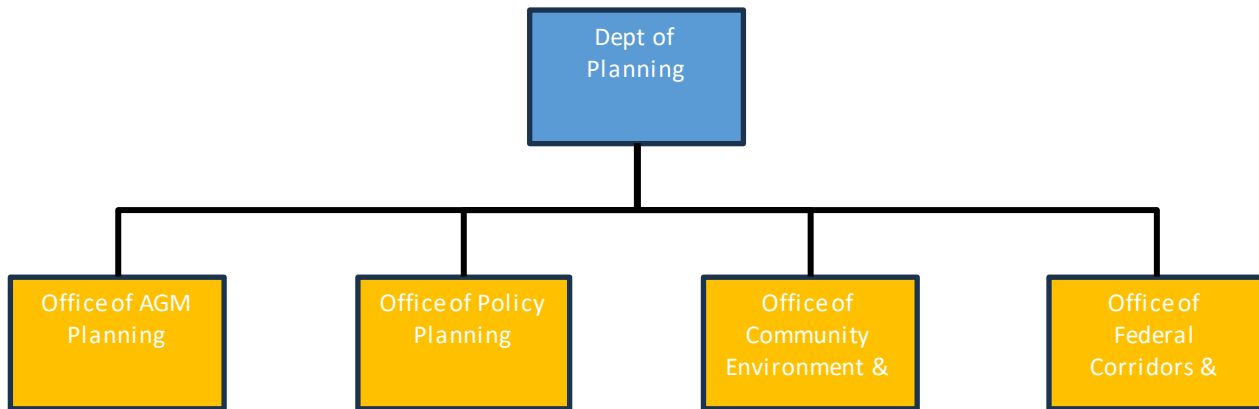 Dept of
Planning
Office of AGM
Planning
Office of Policy
Planning
Office of
Community
Environment &
Office of
Federal
Corridors &